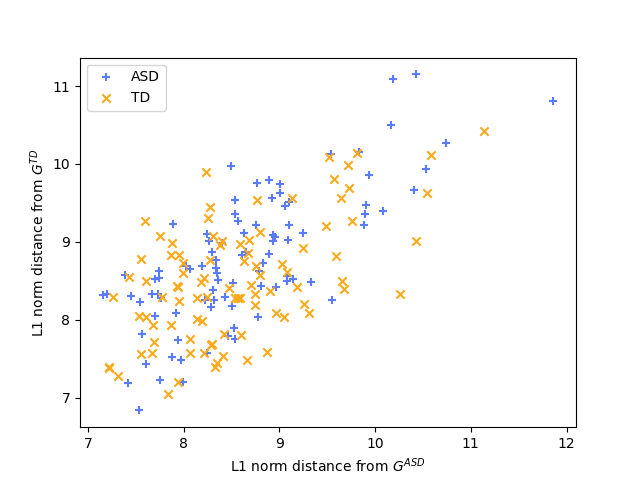 ASD
TD
11
10
9
8
7
L1 norm distance from G^{TD}
7 8 9 10 11 12
L1 norm distance from G^{ASD}